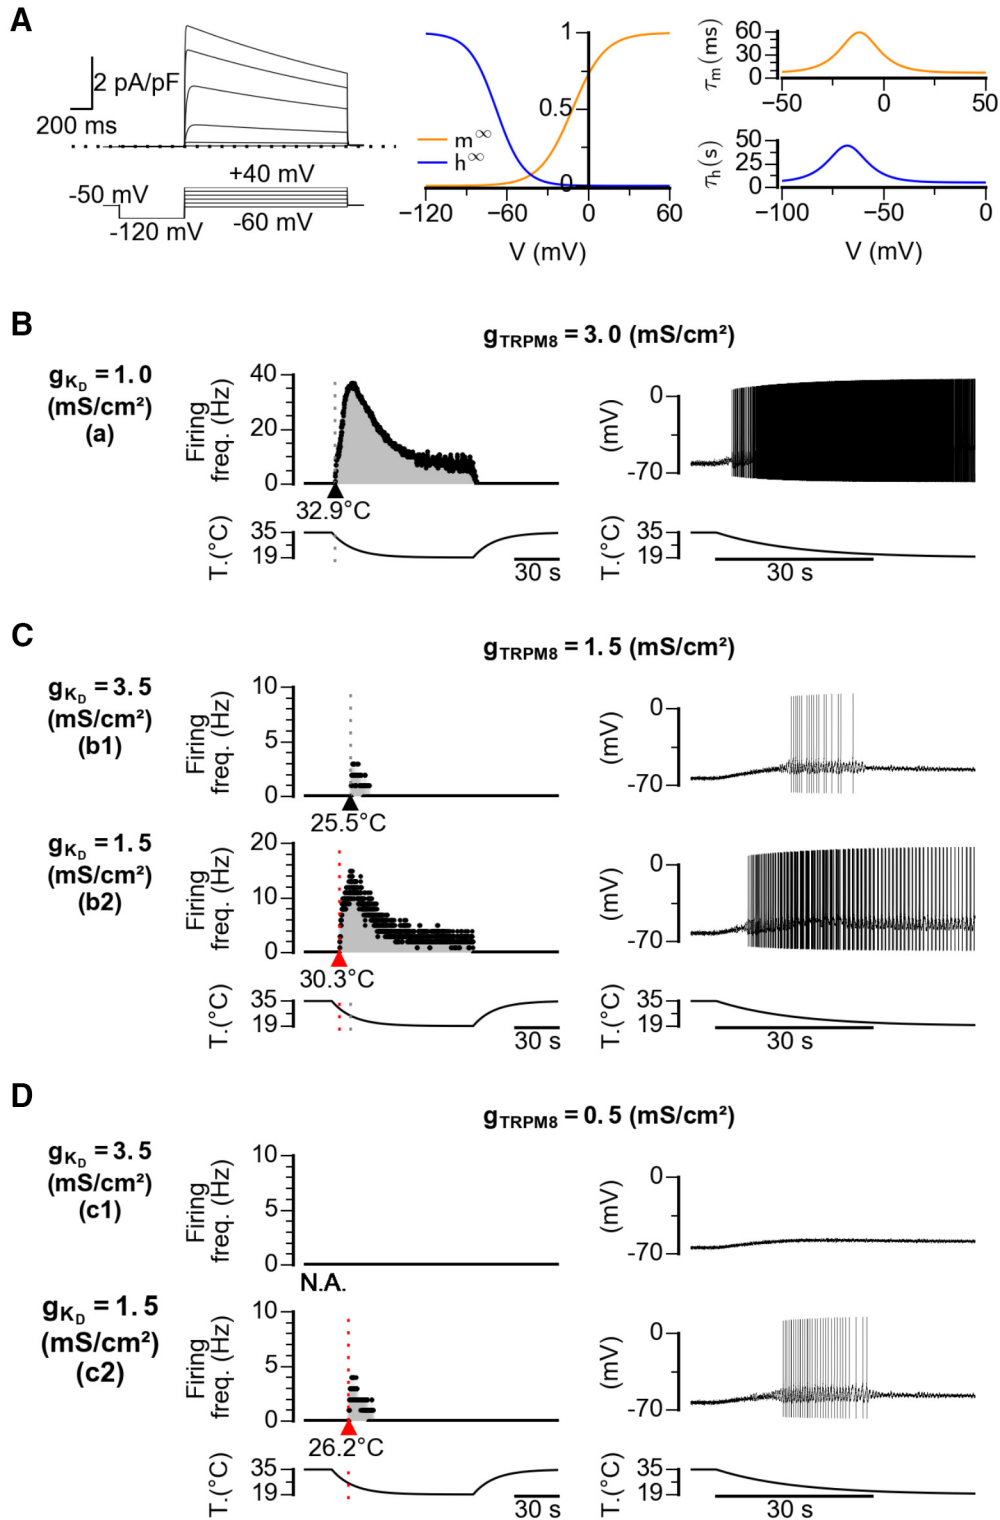 A
2 pA/pF
200 ms
+40 mV
-50 mV
-120 mV
-60 mV
1
0.5
0
m∞
h∞
−120
−60
0
60
V (mV)
τm(ms)
60
30
0
−50
0
50
τh(s)
50
25
0
−100
−50
0
V (mV)
B
gTRPM8 = 3.0 (mS/cm²)
gKD = 1.0
(mS/cm²)
(a)
Firing
freq. (Hz)
40
20
0
32.9°C
(mV)
0
-70
T.(°C)
35
19
30 s
T.(°C)
35
19
30 s
C
gTRPM8 = 1.5 (mS/cm²)
gKD = 3.5
(mS/cm²)
(b1)
Firing
freq. (Hz)
10
5
0
25.5°C
(mV)
0
-70
gKD = 1.5
(mS/cm²)
(b2)
Firing
freq. (Hz)
20
10
0
30.3°C
(mV)
0
-70
T.(°C)
35
19
30 s
T.(°C)
35
19
30 s
D
gTRPM8 = 0.5 (mS/cm²)
gKD = 3.5
(mS/cm²)
(c1)
Firing
freq. (Hz)
10
5
0
N.A.
(mV)
0
-70
gKD = 1.5
(mS/cm²)
(c2)
Firing
freq. (Hz)
10
5
0
26.2°C
(mV)
0
-70
T.(°C)
35
19
30 s
T.(°C)
35
19
30 s